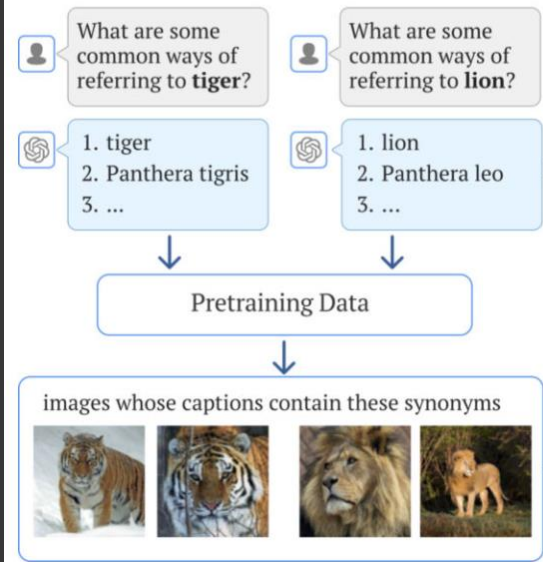 What are some
common ways of
referring to tiger?
What are some
common ways of
referring to lion?
1. tiger
2. Panthera tigris
3. ...
1. lion
2. Panthera leo
3. ...
Pretraining Data
images whose captions contain these synonyms